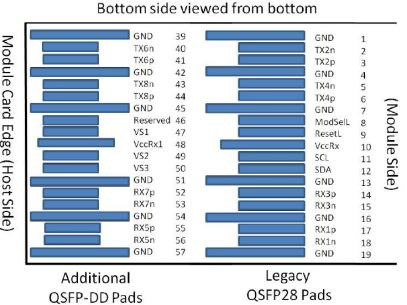 Bottom side viewed from bottom
Module Card Edge (Host Side)
GND 39
TX6n 40
TX6p 41
GND 42
TX8n 43
TX8p 44
GND 45
Reserved 46
VS1 47
VccRx1 48
VS2 49
VS3 50
GND 51
RX7p 52
RX7n 53
GND 54
RX5p 55
RX5n 56
GND 57
Additional
QSFP-DD Pads
GND 1
TX2n 2
TX2p 3
GND 4
TX4n 5
TX4p 6
GND 7
ModSelL 8
ResetL 9
VccRx 10
SCL 11
SDA 12
GND 13
RX3p 14
RX3n 15
GND 16
RX1p 17
RX1n 18
GND 19
Legacy
QSFP28 Pads
(Module Side)